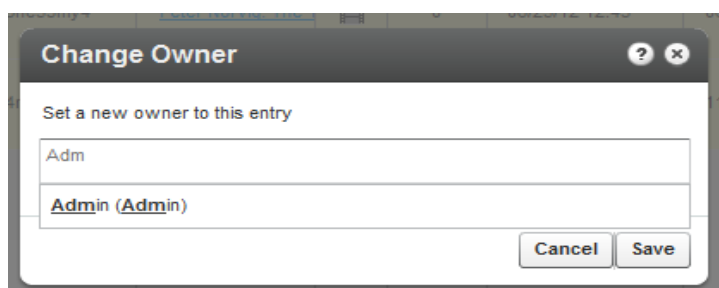 Change Owner
Set a new owner to this entry
Adm
Admin (Admin)
Cancel Save